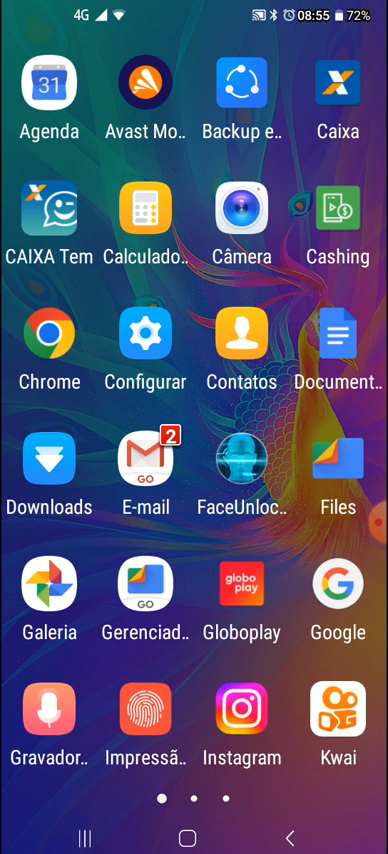 4G 08:55 72%
31
Agenda Avast Mo.. Backup e.. Caixa
CAIXA Tem Calculado.. Câmera Cashing
Chrome Configurar Contatos Document..
2
GO
Downloads E-mail FaceUnloc.. Files
globo
play
GO
Galeria Gerenciad.. Globoplay Google
Gravador.. Impressã.. Instagram Kwai